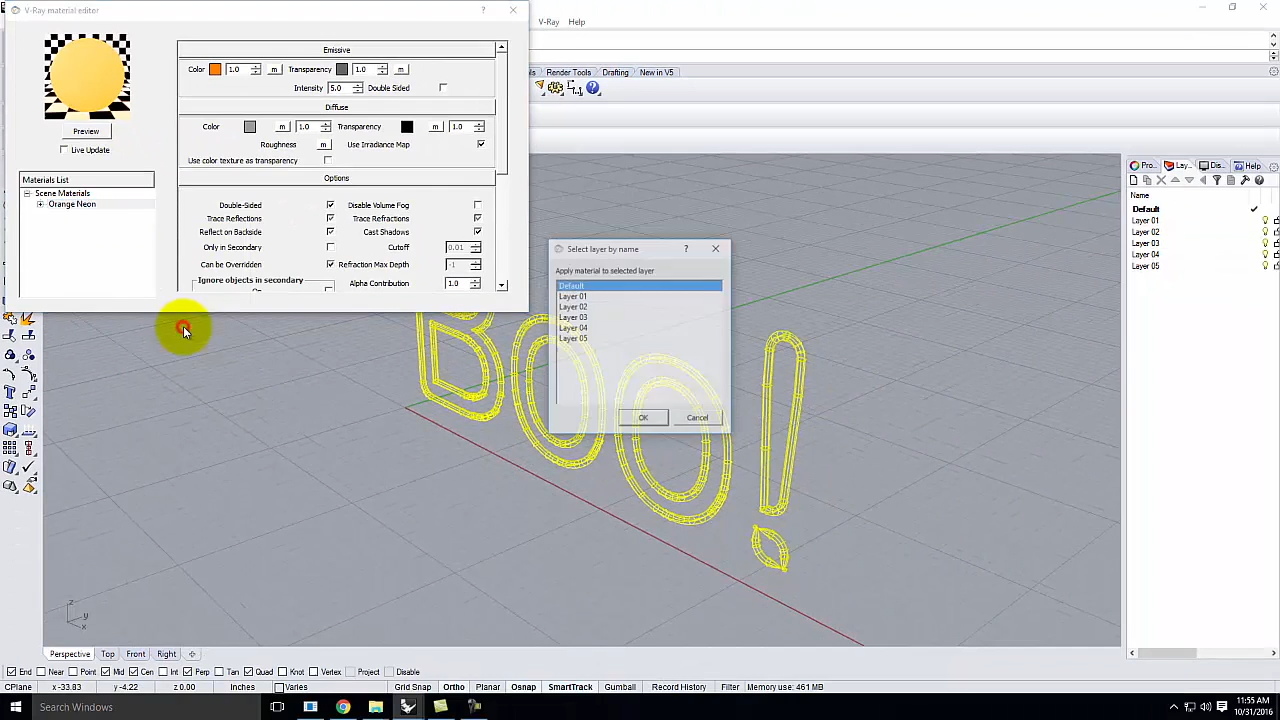 V-Ray material editor
? ×
V-Ray Help
Emissive
Color 1.0 m Transparency 1.0 m
Intensity 5.0 Double Sided
Diffuse
Color m 1.0 Transparency m 1.0
Roughness m Use Irradiance Map
Use color texture as transparency
Options
Double-Sided Disable Volume Fog
Trace Reflections Trace Refractions
Reflect on Backside Cast Shadows
Only in Secondary Cutoff 0.01
Can be Overridden Refraction Max Depth -1
Ignore objects in secondary
Alpha Contribution 1.0
Preview
Live Update
Materials List
Scene Materials
Orange Neon
Render Tools Drafting New in V5
Select layer by name ?
Apply material to selected layer
Default
Layer 01
Layer 02
Layer 03
Layer 04
Layer 05
OK Cancel
BOO!
Pro... Lay... Dis... Help
Name
Default
Layer 01
Layer 02
Layer 03
Layer 04
Layer 05
z
y
x
Perspective Top Front Right
End Near Point Mid Cen Int Perp Tan Quad Knot Vertex Project Disable
CPlane x -33.83 y -4.22 z 0.00 Inches Varies Grid Snap Ortho Planar Osnap SmartTrack Gumball Record History Filter Memory use: 461 MB
Search Windows
11:55 AM
10/31/2016